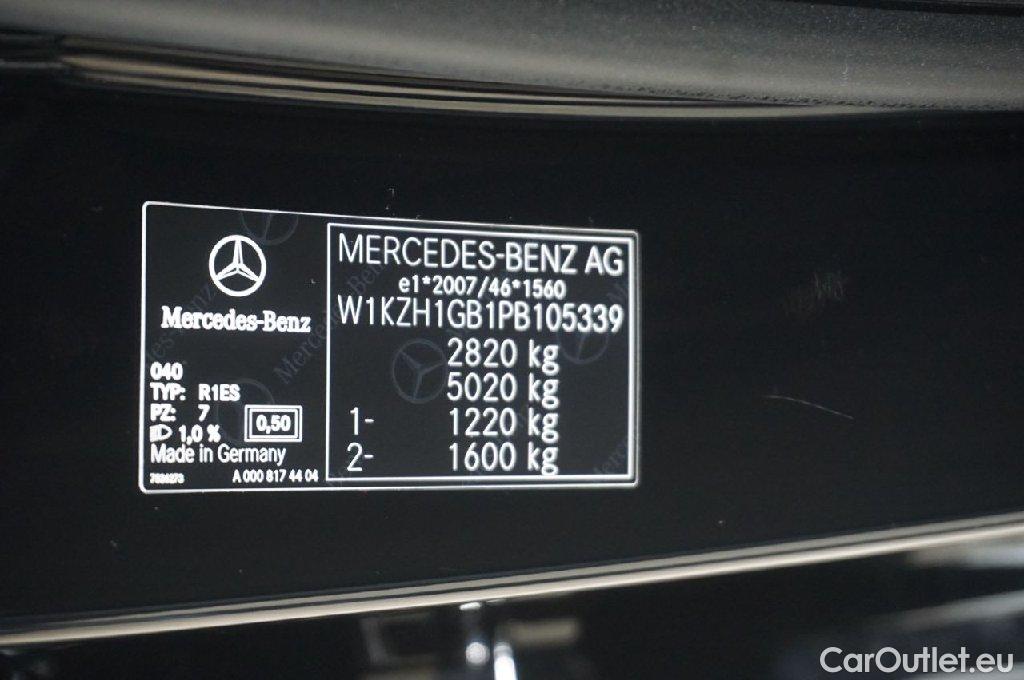 Mercedes-Benz
040
TYP: R1ES
PZ: 7
1,0 %
0,50
Made in Germany
A 000 817 44 04
MERCEDES-BENZ AG
e1*2007/46*1560
W1KZH1GB1PB105339
2820 kg
5020 kg
1- 1220 kg
2- 1600 kg
CarOutlet.eu